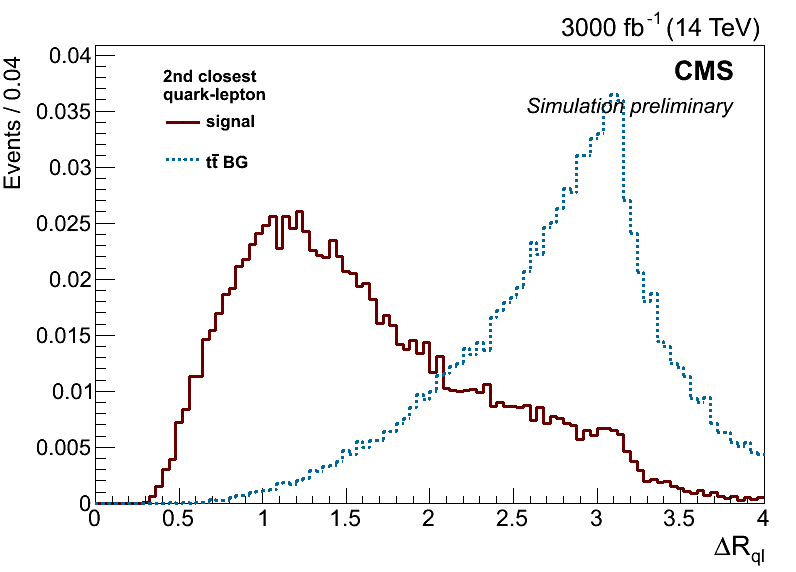 3000 fb⁻¹ (14 TeV)
Events / 0.04
0.04
0.035
0.03
0.025
0.02
0.015
0.01
0.005
0
CMS
Simulation preliminary
2nd closest
quark-lepton
signal
tt̄ BG
0 0.5 1 1.5 2 2.5 3 3.5 4
ΔR_ql